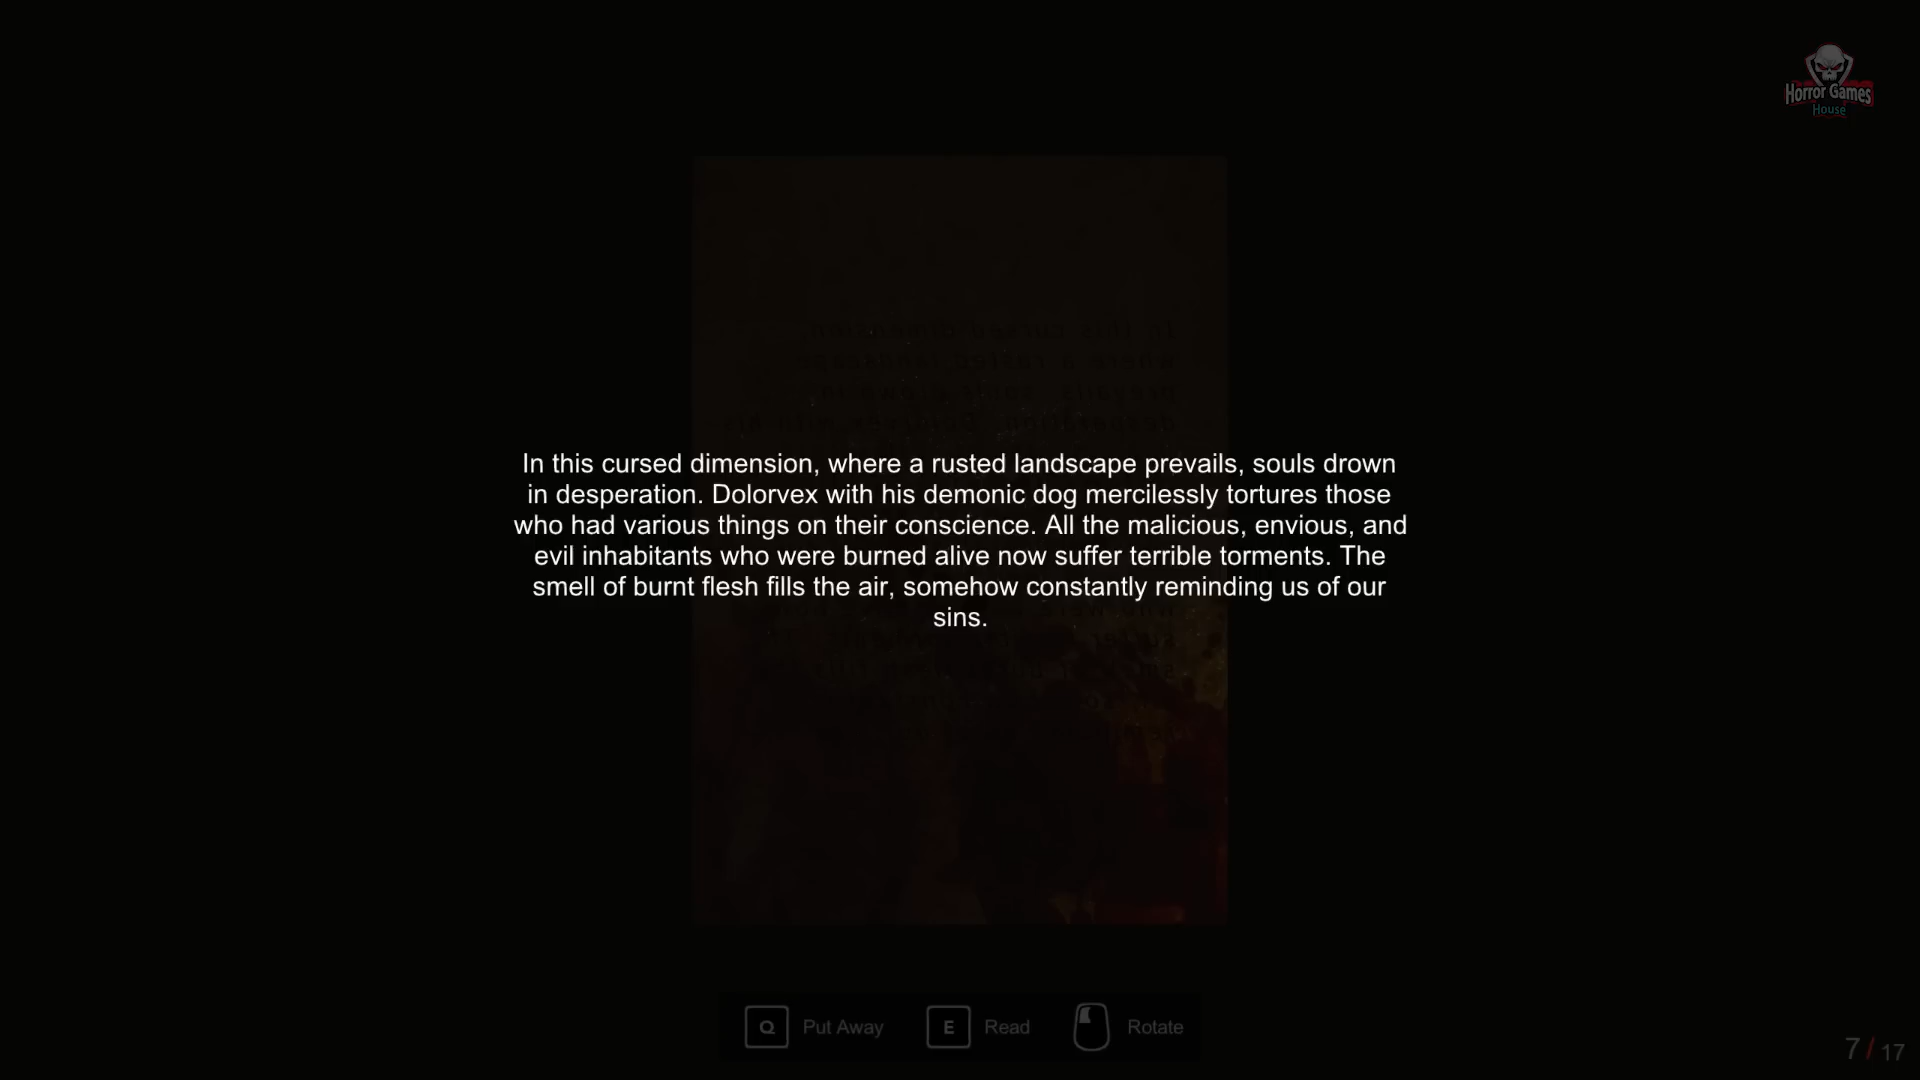 Horror Games
House
In this cursed dimension, where a rusted landscape prevails, souls drown
in desperation. Dolorvex with his demonic dog mercilessly tortures those
who had various things on their conscience. All the malicious, envious, and
evil inhabitants who were burned alive now suffer terrible torments. The
smell of burnt flesh fills the air, somehow constantly reminding us of our
sins.
Q Put Away E Read Rotate
7 / 17